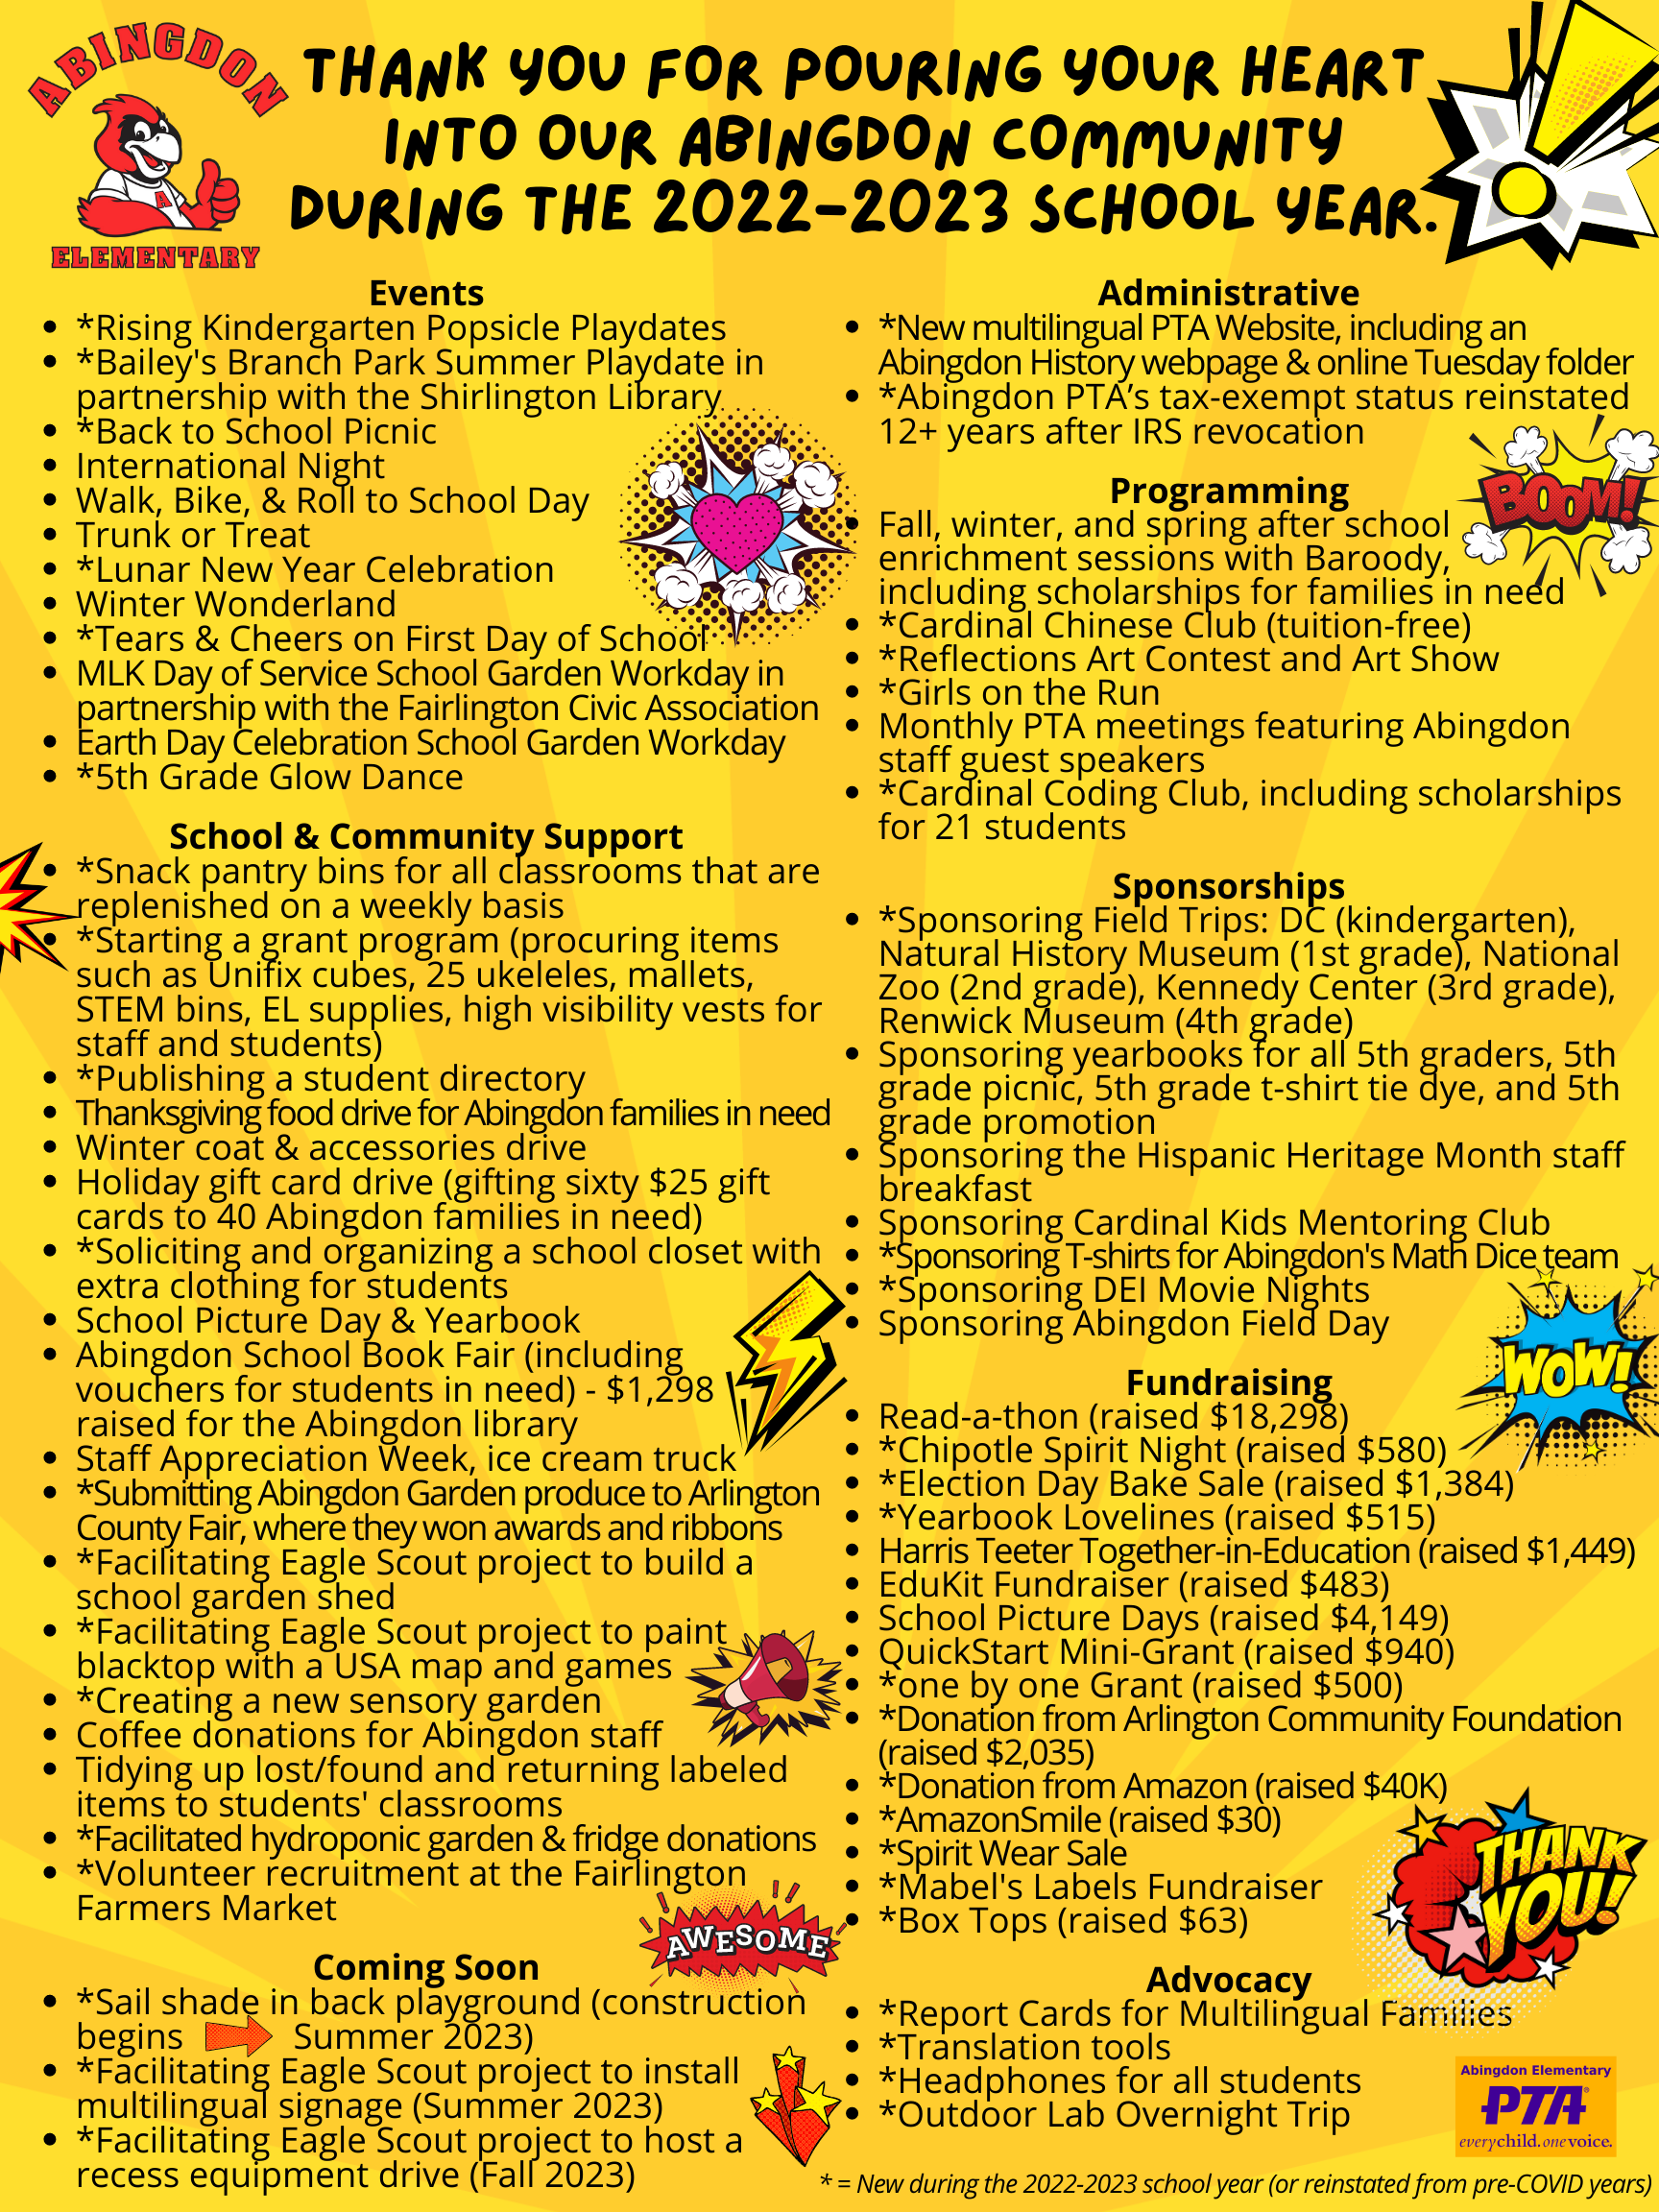 ABINGDON
ELEMENTARY
A
THANK YOU FOR POURING YOUR HEART
INTO OUR ABINGDON COMMUNITY
DURING THE 2022-2023 SCHOOL YEAR.
Events
• *Rising Kindergarten Popsicle Playdates
• *Bailey's Branch Park Summer Playdate in
partnership with the Shirlington Library
• *Back to School Picnic
• International Night
• Walk, Bike, & Roll to School Day
• Trunk or Treat
• *Lunar New Year Celebration
• Winter Wonderland
• *Tears & Cheers on First Day of School
• MLK Day of Service School Garden Workday in
partnership with the Fairlington Civic Association
• Earth Day Celebration School Garden Workday
• *5th Grade Glow Dance
School & Community Support
• *Snack pantry bins for all classrooms that are
replenished on a weekly basis
• *Starting a grant program (procuring items
such as Unifix cubes, 25 ukeleles, mallets,
STEM bins, EL supplies, high visibility vests for
staff and students)
• *Publishing a student directory
• Thanksgiving food drive for Abingdon families in need
• Winter coat & accessories drive
• Holiday gift card drive (gifting sixty $25 gift
cards to 40 Abingdon families in need)
• *Soliciting and organizing a school closet with
extra clothing for students
• School Picture Day & Yearbook
• Abingdon School Book Fair (including
vouchers for students in need) - $1,298
raised for the Abingdon library
• Staff Appreciation Week, ice cream truck
• *Submitting Abingdon Garden produce to Arlington
County Fair, where they won awards and ribbons
• *Facilitating Eagle Scout project to build a
school garden shed
• *Facilitating Eagle Scout project to paint
blacktop with a USA map and games
• *Creating a new sensory garden
• Coffee donations for Abingdon staff
• Tidying up lost/found and returning labeled
items to students' classrooms
• *Facilitated hydroponic garden & fridge donations
• *Volunteer recruitment at the Fairlington
Farmers Market
AWESOME
Coming Soon
• *Sail shade in back playground (construction
begins Summer 2023)
• *Facilitating Eagle Scout project to install
multilingual signage (Summer 2023)
• *Facilitating Eagle Scout project to host a
recess equipment drive (Fall 2023)
Administrative
• *New multilingual PTA Website, including an
Abingdon History webpage & online Tuesday folder
• *Abingdon PTA’s tax-exempt status reinstated
12+ years after IRS revocation
BOOM!
Programming
• Fall, winter, and spring after school
enrichment sessions with Baroody,
including scholarships for families in need
• *Cardinal Chinese Club (tuition-free)
• *Reflections Art Contest and Art Show
• *Girls on the Run
• Monthly PTA meetings featuring Abingdon
staff guest speakers
• *Cardinal Coding Club, including scholarships
for 21 students
Sponsorships
• *Sponsoring Field Trips: DC (kindergarten),
Natural History Museum (1st grade), National
Zoo (2nd grade), Kennedy Center (3rd grade),
Renwick Museum (4th grade)
• Sponsoring yearbooks for all 5th graders, 5th
grade picnic, 5th grade t-shirt tie dye, and 5th
grade promotion
• Sponsoring the Hispanic Heritage Month staff
breakfast
• Sponsoring Cardinal Kids Mentoring Club
• *Sponsoring T-shirts for Abingdon's Math Dice team
• *Sponsoring DEI Movie Nights
• Sponsoring Abingdon Field Day
WOW!
Fundraising
• Read-a-thon (raised $18,298)
• *Chipotle Spirit Night (raised $580)
• *Election Day Bake Sale (raised $1,384)
• *Yearbook Lovelines (raised $515)
• Harris Teeter Together-in-Education (raised $1,449)
• EduKit Fundraiser (raised $483)
• School Picture Days (raised $4,149)
• QuickStart Mini-Grant (raised $940)
• *one by one Grant (raised $500)
• *Donation from Arlington Community Foundation
(raised $2,035)
• *Donation from Amazon (raised $40K)
• *AmazonSmile (raised $30)
• *Spirit Wear Sale
• *Mabel's Labels Fundraiser
• *Box Tops (raised $63)
THANK
YOU!
Advocacy
• *Report Cards for Multilingual Families
• *Translation tools
• *Headphones for all students
• *Outdoor Lab Overnight Trip
Abingdon Elementary
PTA®
everychild.onevoice.
* = New during the 2022-2023 school year (or reinstated from pre-COVID years)